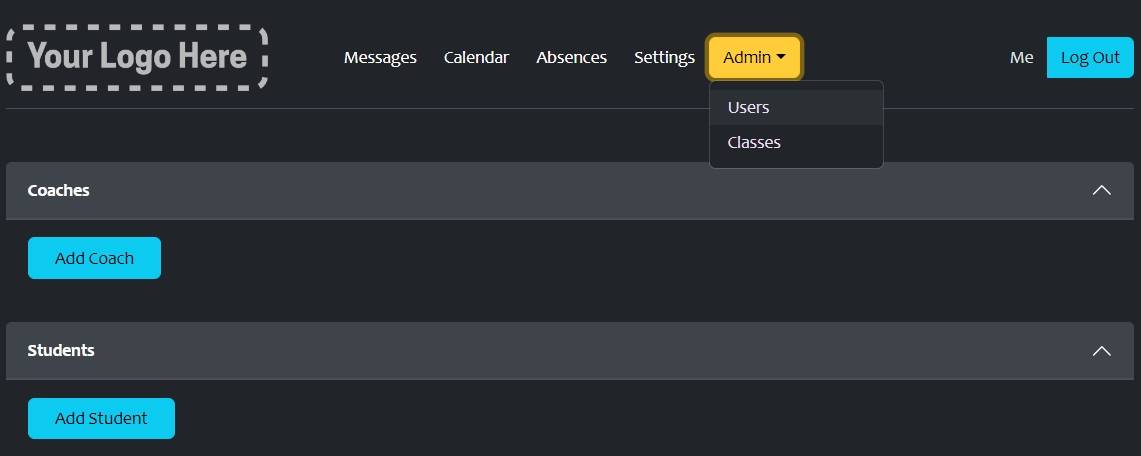 Your Logo Here
Messages Calendar Absences Settings Admin Me Log Out
Users
Classes
Coaches
Add Coach
Students
Add Student